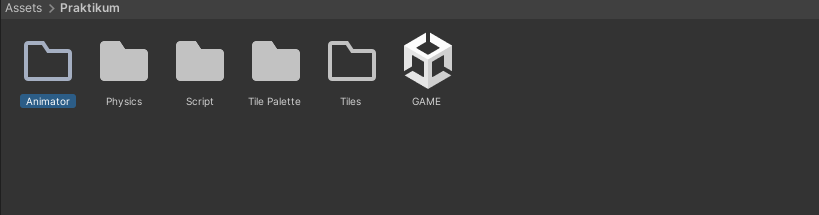 Assets > Praktikum
Animator Physics Script Tile Palette Tiles GAME